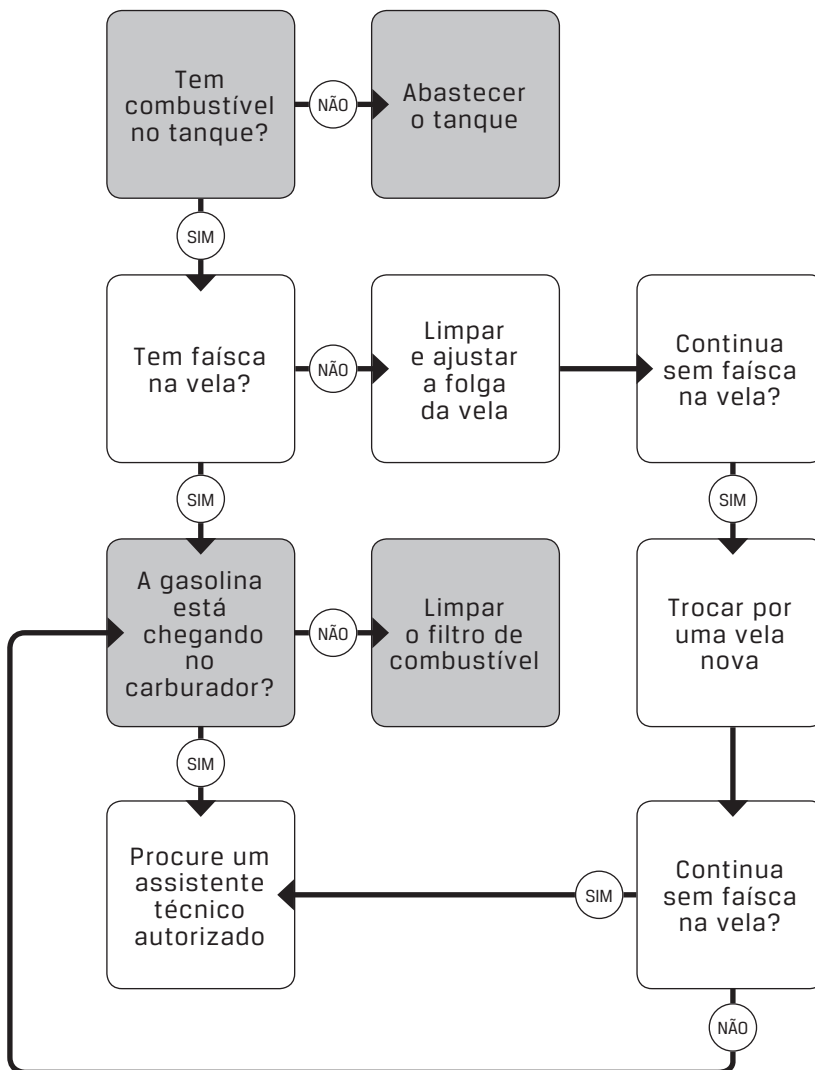 Tem
combustível
no tanque?
NÃO
Abastecer
o tanque
SIM
Tem faísca
na vela?
NÃO
Limpar
e ajustar
a folga
da vela
Continua
sem faísca
na vela?
SIM
SIM
A gasolina
está
chegando
no
carburador?
NÃO
Limpar
o filtro de
combustível
Trocar por
uma vela
nova
SIM
Procure um
assistente
técnico
autorizado
SIM
Continua
sem faísca
na vela?
NÃO